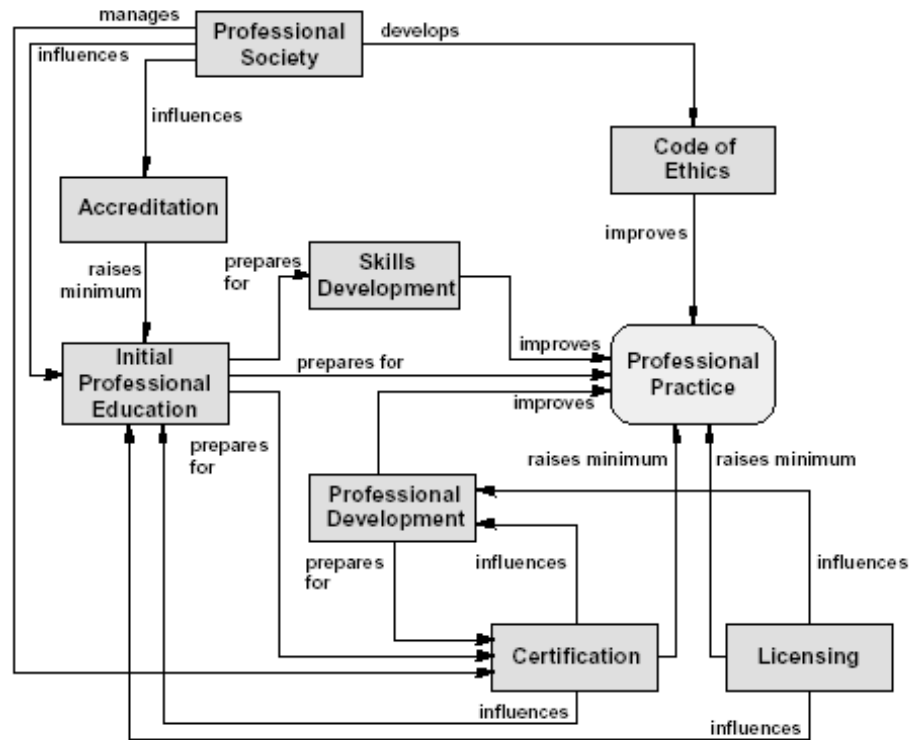 manages
Professional
Society
develops
influences
influences
Code of
Ethics
Accreditation
improves
raises
minimum
prepares
for
Skills
Development
Initial
Professional
Education
prepares for
improves
Professional
Practice
improves
prepares
for
raises minimum
raises minimum
Professional
Development
prepares
for
influences
influences
Certification
Licensing
influences
influences